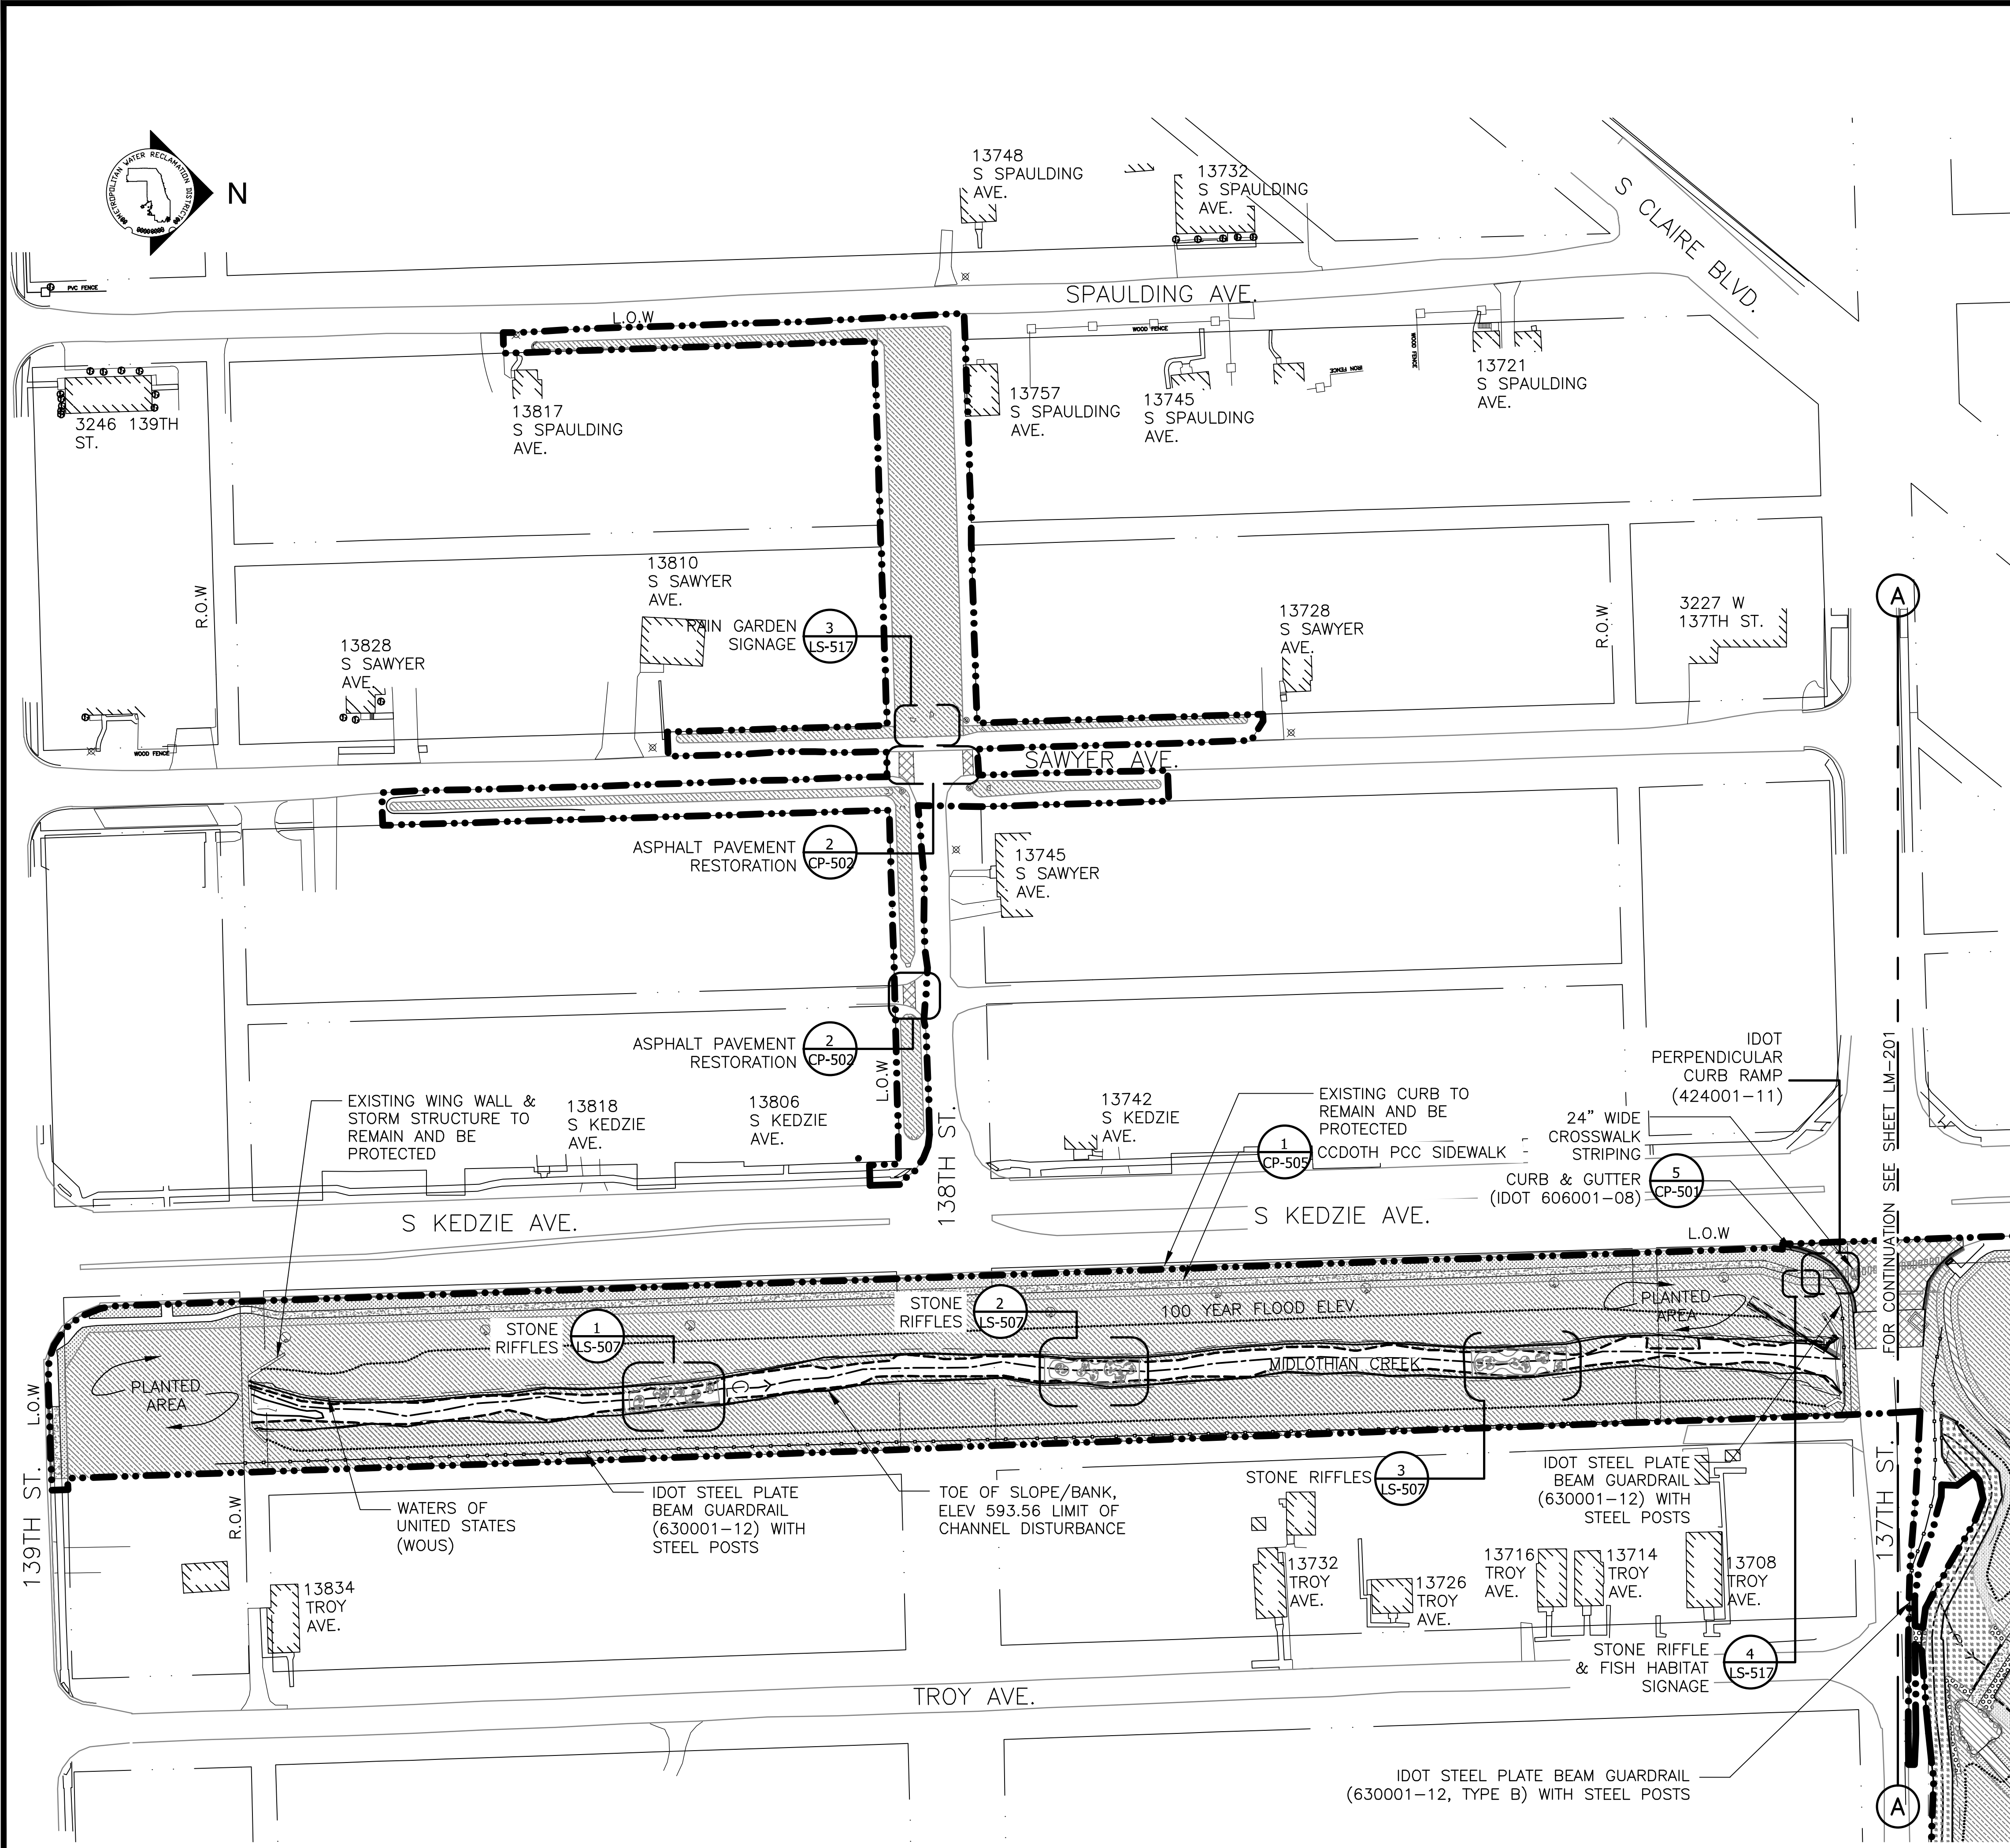 METROPOLITAN WATER RECLAMATION DISTRICT
N
13748
S SPAULDING
AVE.
13732
S SPAULDING
AVE.
S CLAIRE BLVD.
PVC FENCE
SPAULDING AVE.
L.O.W
WOOD FENCE
WOOD FENCE
IRON FENCE
3246 139TH
ST.
13817
S SPAULDING
AVE.
13757
S SPAULDING
AVE.
13745
S SPAULDING
AVE.
13721
S SPAULDING
AVE.
R.O.W
13810
S SAWYER
AVE.
13828
S SAWYER
AVE.
RAIN GARDEN
SIGNAGE
3
LS-517
13728
S SAWYER
AVE.
R.O.W
3227 W
137TH ST.
A
WOOD FENCE
SAWYER AVE.
ASPHALT PAVEMENT
RESTORATION
2
CP-502
13745
S SAWYER
AVE.
ASPHALT PAVEMENT
RESTORATION
2
CP-502
L.O.W
138TH ST.
EXISTING WING WALL &
STORM STRUCTURE TO
REMAIN AND BE
PROTECTED
13818
S KEDZIE
AVE.
13806
S KEDZIE
AVE.
13742
S KEDZIE
AVE.
EXISTING CURB TO
REMAIN AND BE
PROTECTED
1
CP-505
CCDOTH PCC SIDEWALK
IDOT
PERPENDICULAR
CURB RAMP
(424001-11)
24" WIDE
CROSSWALK
STRIPING
CURB & GUTTER
(IDOT 606001-08)
5
CP-501
FOR CONTINUATION SEE SHEET LM-201
S KEDZIE AVE.
S KEDZIE AVE.
L.O.W
STONE
RIFFLES
1
LS-507
STONE
RIFFLES
2
LS-507
100 YEAR FLOOD ELEV.
PLANTED
AREA
MIDLOTHIAN CREEK
PLANTED
AREA
L.O.W
139TH ST.
R.O.W
WATERS OF
UNITED STATES
(WOUS)
IDOT STEEL PLATE
BEAM GUARDRAIL
(630001-12) WITH
STEEL POSTS
TOE OF SLOPE/BANK,
ELEV 593.56 LIMIT OF
CHANNEL DISTURBANCE
STONE RIFFLES
3
LS-507
IDOT STEEL PLATE
BEAM GUARDRAIL
(630001-12) WITH
STEEL POSTS
137TH ST.
13834
TROY
AVE.
13732
TROY
AVE.
13726
TROY
AVE.
13716
TROY
AVE.
13714
TROY
AVE.
13708
TROY
AVE.
STONE RIFFLE
& FISH HABITAT
SIGNAGE
4
LS-517
TROY AVE.
IDOT STEEL PLATE BEAM GUARDRAIL
(630001-12, TYPE B) WITH STEEL POSTS
A